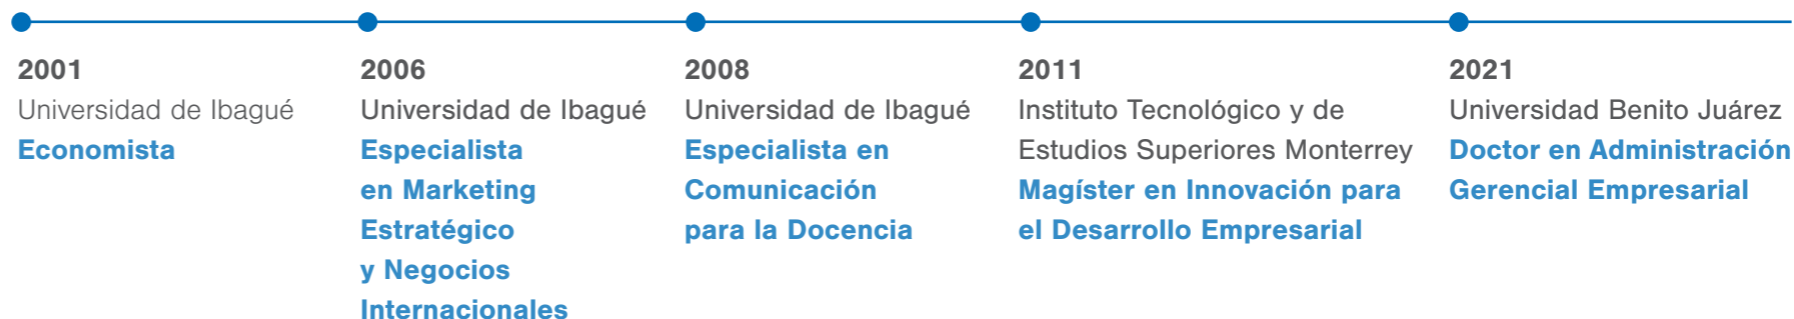 2001
Universidad de Ibagué
Economista
2006
Universidad de Ibagué
Especialista
en Marketing
Estratégico
y Negocios
Internacionales
2008
Universidad de Ibagué
Especialista en
Comunicación
para la Docencia
2011
Instituto Tecnológico y de
Estudios Superiores Monterrey
Magíster en Innovación para
el Desarrollo Empresarial
2021
Universidad Benito Juárez
Doctor en Administración
Gerencial Empresarial